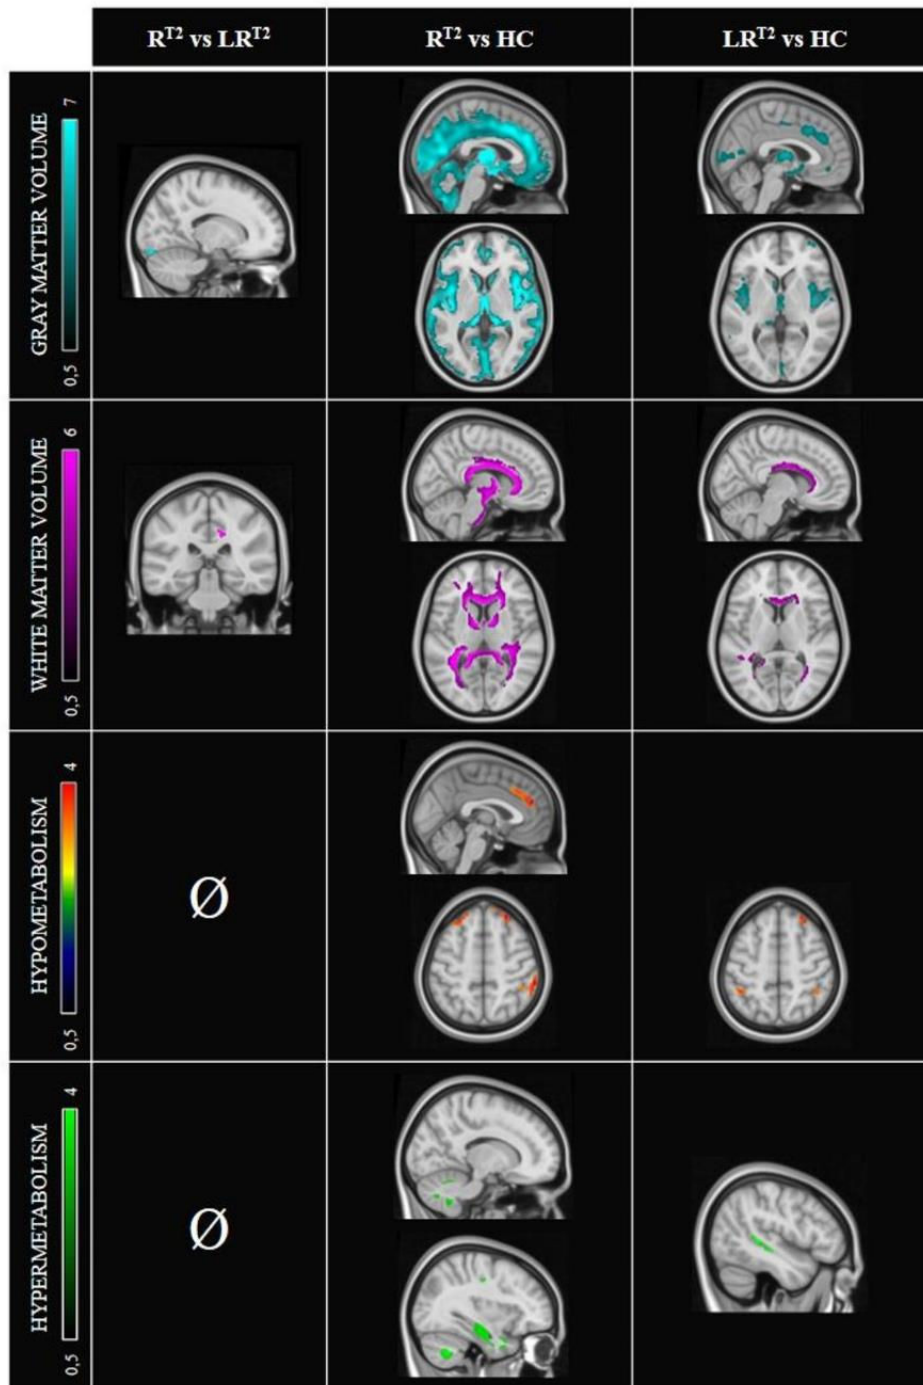 R^T2 vs LR^T2
R^T2 vs HC
LR^T2 vs HC
GRAY MATTER VOLUME
0,5
7
WHITE MATTER VOLUME
0,5
6
HYPOMETABOLISM
0,5
4
Ø
HYPERMETABOLISM
0,5
4
Ø